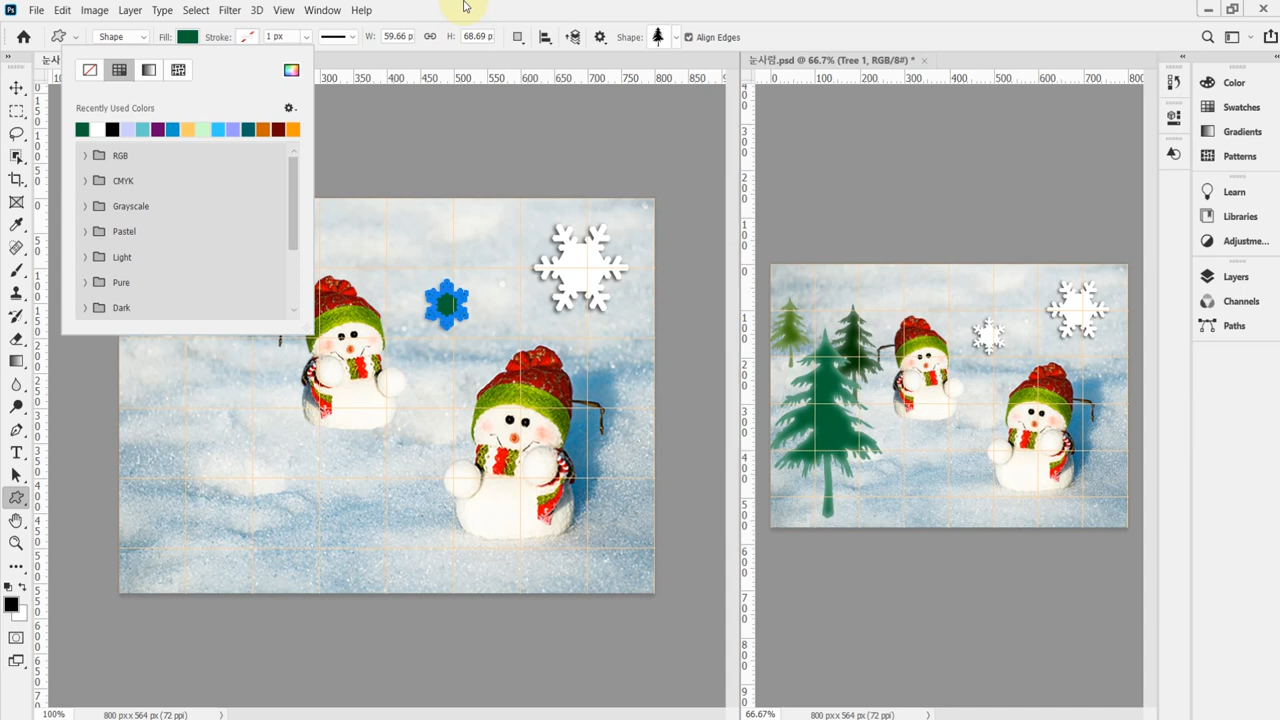 Ps File Edit Image Layer Type Select Filter 3D View Window Help
Shape Fill: Stroke: 1 px W: 59.66 p: H: 68.69 p: Shape: Align Edges
눈사람.psd @ 66.7% (Tree 1, RGB/8#) * ×
300 350 400 450 500 550 600 650 700 750 800 850
0 100 200 300 400 500 600 700 800
Recently Used Colors
RGB
CMYK
Grayscale
Pastel
Light
Pure
Dark
Color
Swatches
Gradients
Patterns
Learn
Libraries
Adjustme...
Layers
Channels
Paths
100% 800 px x 564 px (72 ppi)
66.67% 800 px x 564 px (72 ppi)